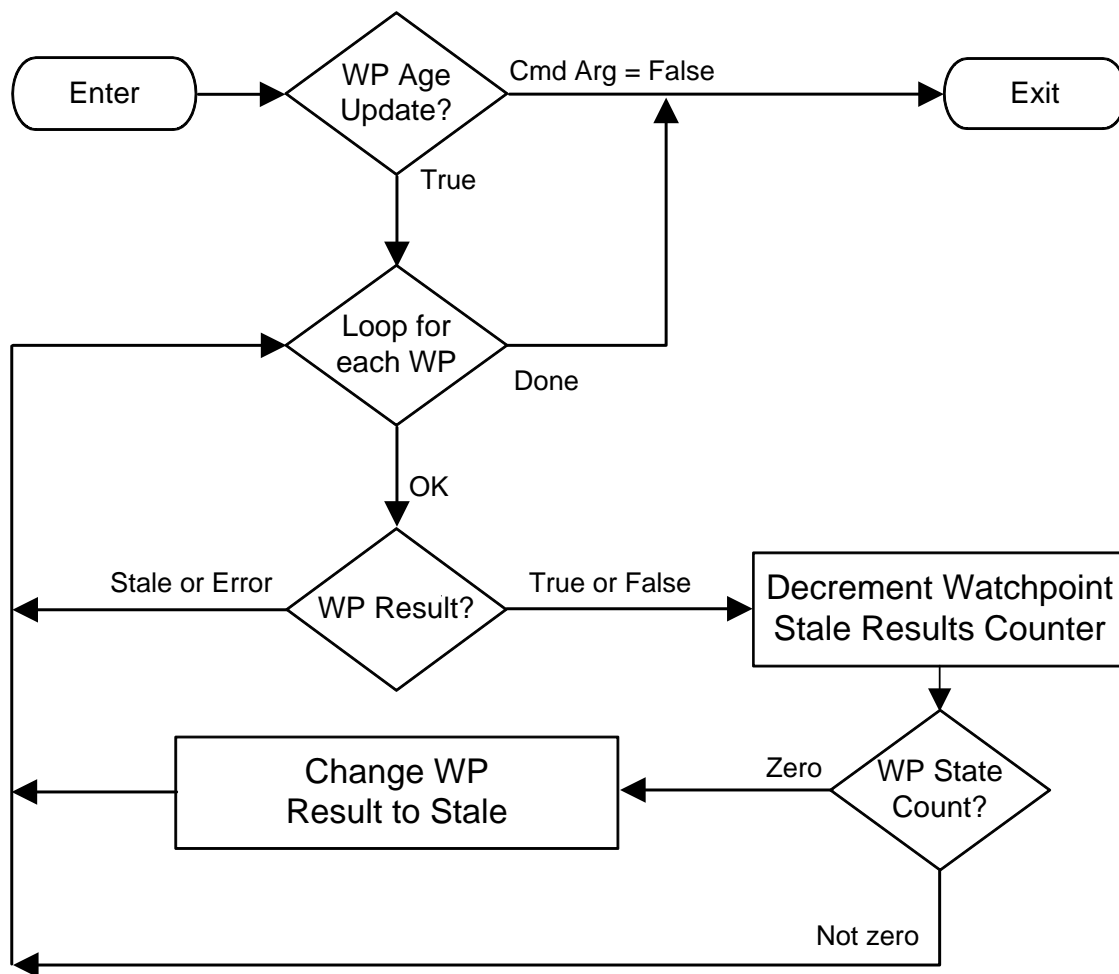 Enter
WP Age
Update?
Cmd Arg = False
Exit
True
Loop for
each WP
Done
OK
Stale or Error
WP Result?
True or False
Decrement Watchpoint
Stale Results Counter
Change WP
Result to Stale
Zero
WP State
Count?
Not zero